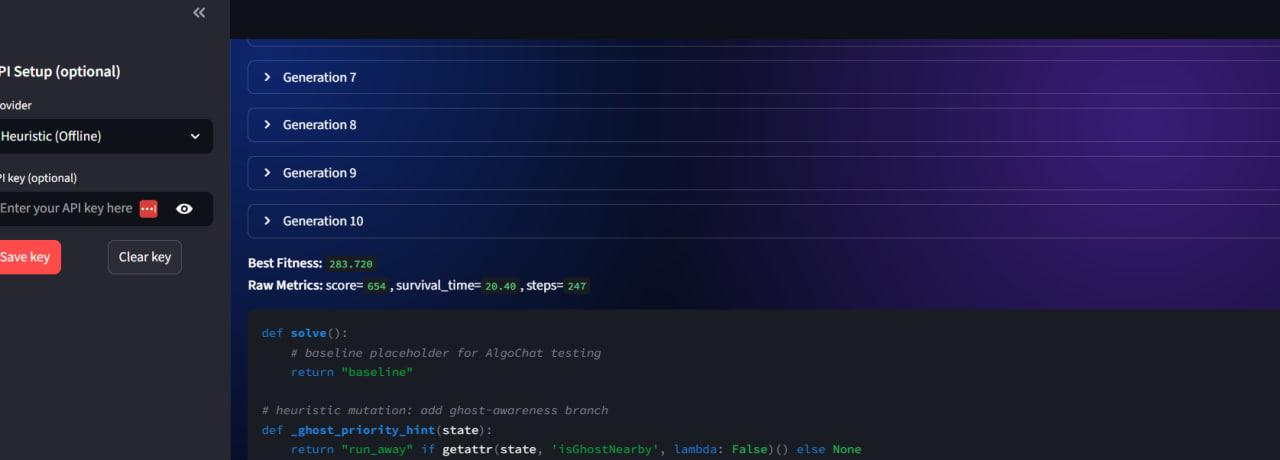 PI Setup (optional)
ovider
Heuristic (Offline)
PI key (optional)
Enter your API key here
Save key
Clear key
Generation 7
Generation 8
Generation 9
Generation 10
Best Fitness: 283.720
Raw Metrics: score= 654 , survival_time= 20.40 , steps= 247
def solve():
    # baseline placeholder for AlgoChat testing
    return "baseline"
# heuristic mutation: add ghost-awareness branch
def _ghost_priority_hint(state):
    return "run_away" if getattr(state, 'isGhostNearby', lambda: False)() else None